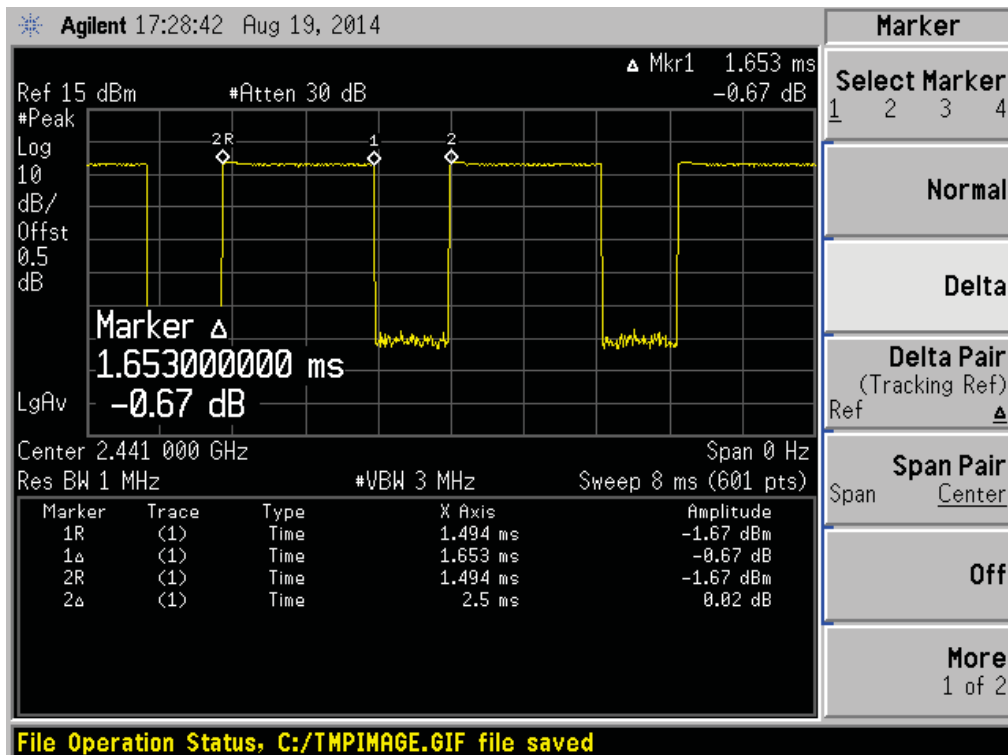 Agilent 17:28:42 Aug 19, 2014
Marker
Δ Mkr1 1.653 ms
Ref 15 dBm #Atten 30 dB -0.67 dB
#Peak
Log
10
dB/
Offst
0.5
dB
2R 1 2
Marker Δ
1.653000000 ms
-0.67 dB
LgAv
Center 2.441 000 GHz Span 0 Hz
Res BW 1 MHz #VBW 3 MHz Sweep 8 ms (601 pts)
Marker Trace Type X Axis Amplitude
1R (1) Time 1.494 ms -1.67 dBm
1Δ (1) Time 1.653 ms -0.67 dB
2R (1) Time 1.494 ms -1.67 dBm
2Δ (1) Time 2.5 ms 0.02 dB
Select Marker
1 2 3 4
Normal
Delta
Delta Pair
(Tracking Ref)
Ref Δ
Span Pair
Span Center
Off
More
1 of 2
File Operation Status, C:/TMPIMAGE.GIF file saved